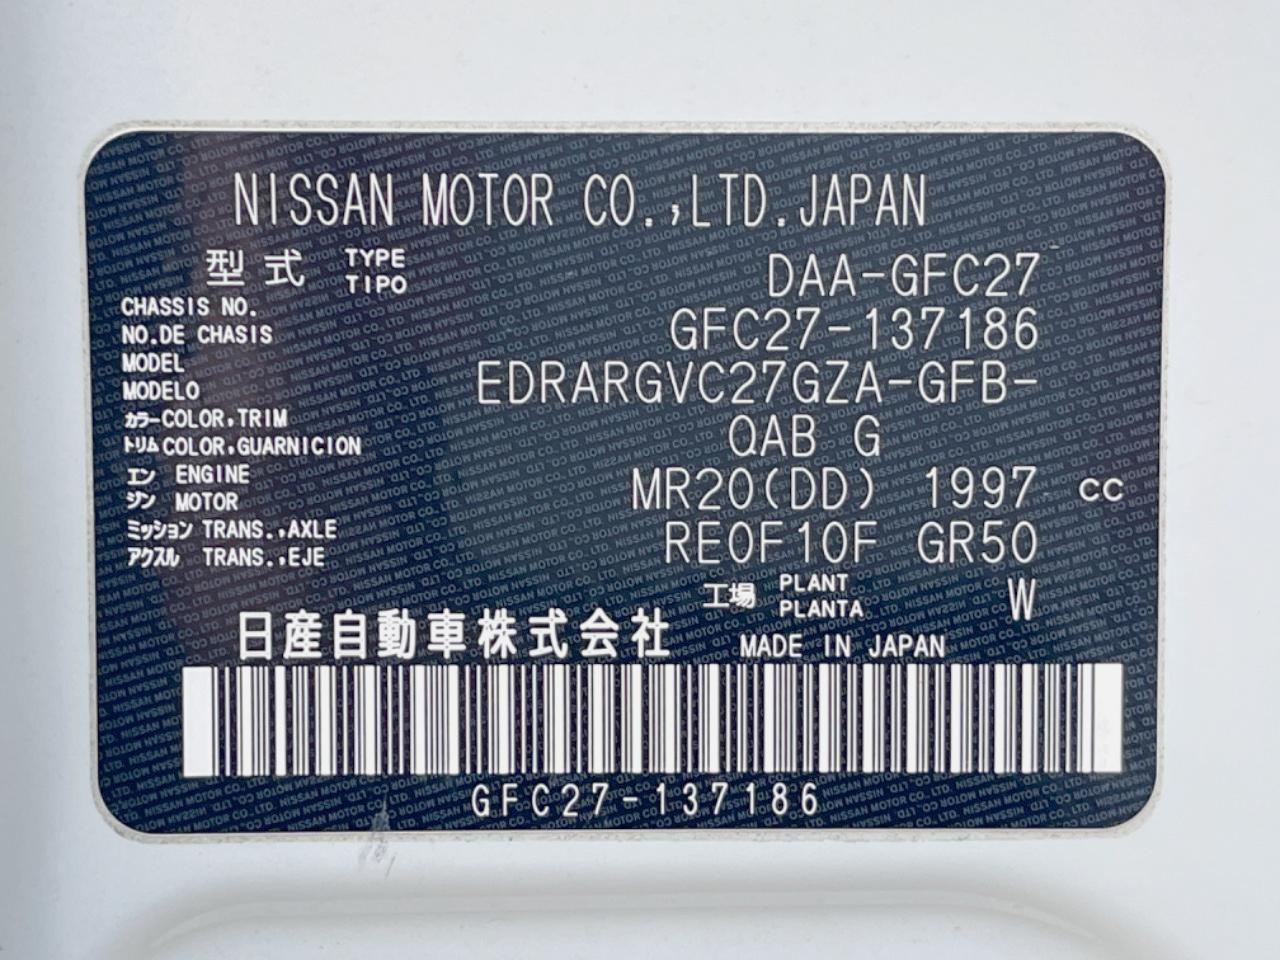 NISSAN MOTOR CO.,LTD.JAPAN
型式 TYPE TIPO DAA-GFC27
CHASSIS NO.
NO.DE CHASIS GFC27-137186
MODEL
MODELO EDRARGVC27GZA-GFB-
カラー COLOR,TRIM
トリム COLOR,GUARNICION QAB G
エン ENGINE
ジン MOTOR MR20(DD) 1997 CC
ミッション TRANS.,AXLE
アクスル TRANS.,EJE RE0F10F GR50
工場 PLANT PLANTA W
日産自動車株式会社 MADE IN JAPAN
GFC27-137186